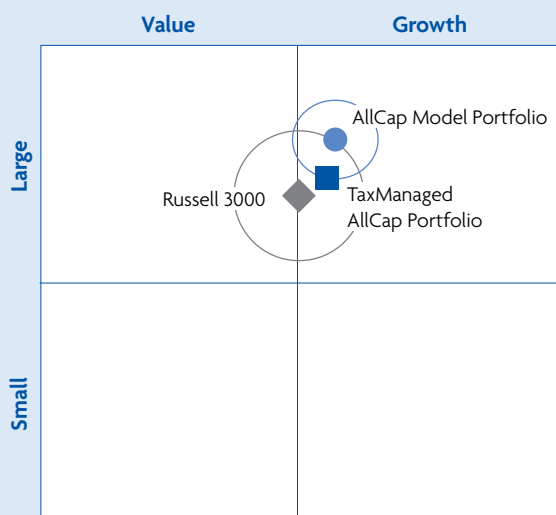 Value
Growth
Large
AllCap Model Portfolio
Russell 3000
TaxManaged
AllCap Portfolio
Small